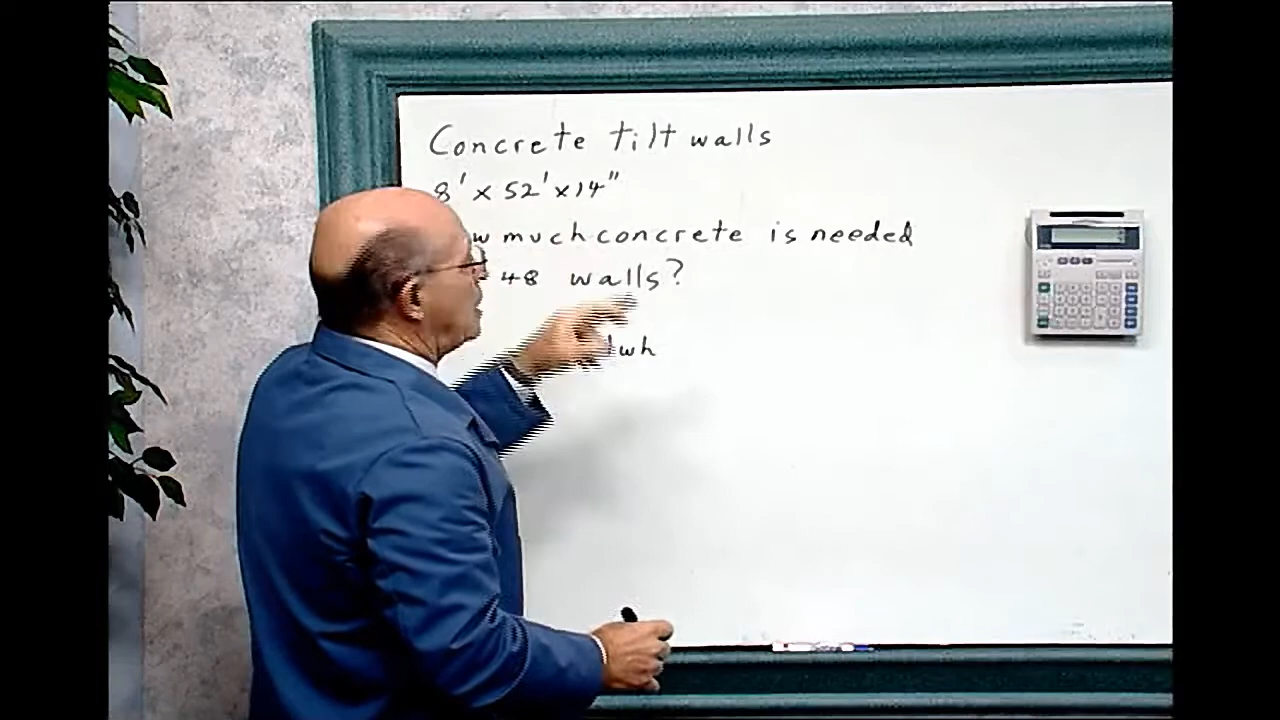 Concrete tilt walls
8' x 52' x 14"
w much concrete is needed
48 walls?
lwh